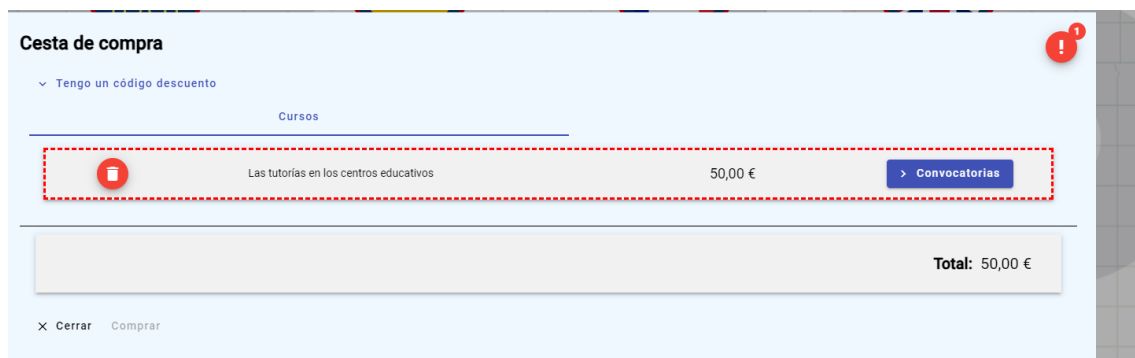 Cesta de compra
1
Tengo un código descuento
Cursos
Las tutorías en los centros educativos 50,00 € Convocatorias
Total: 50,00 €
Cerrar Comprar